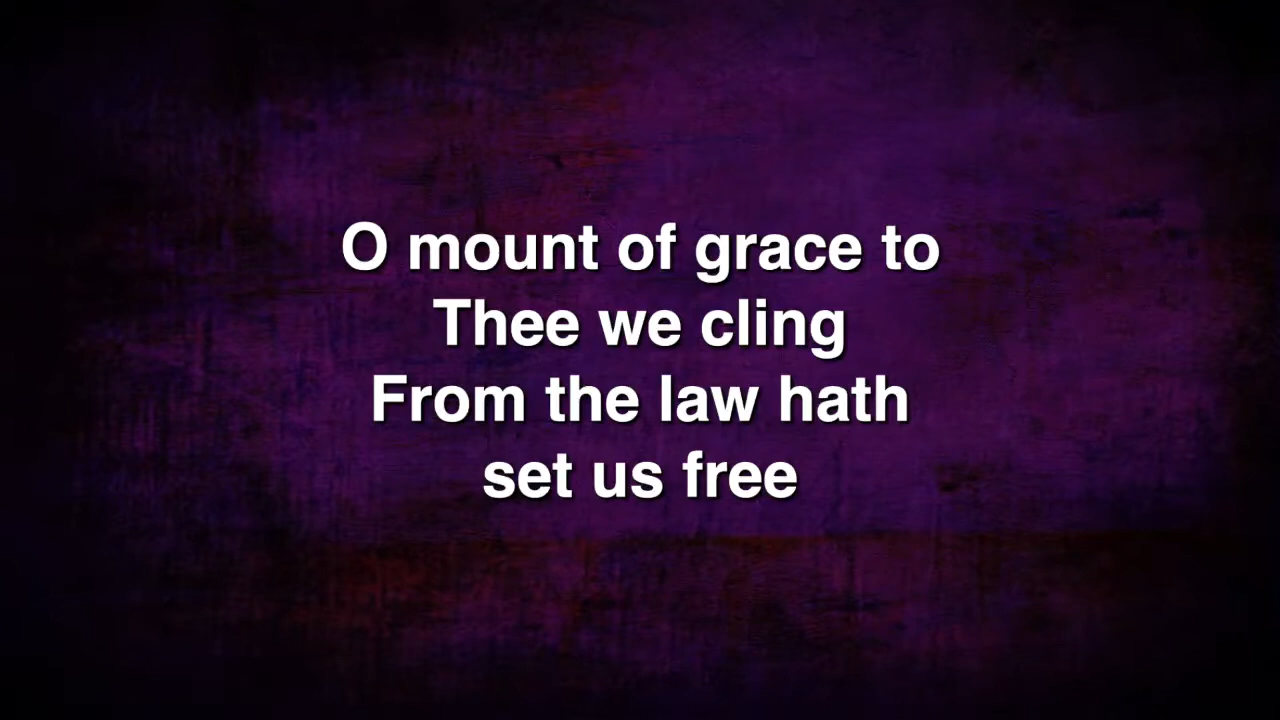 O mount of grace to
Thee we cling
From the law hath
set us free